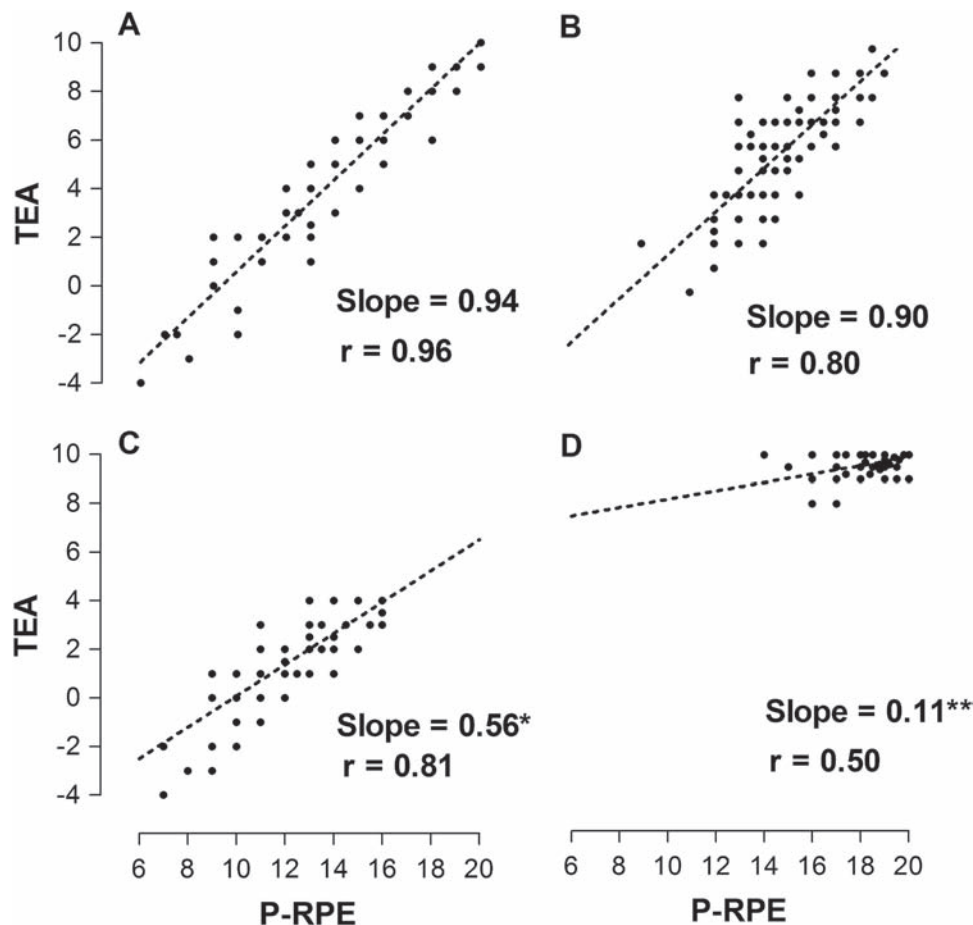 A
B
10
8
6
4
2
0
-2
-4
TEA
Slope = 0.94
r = 0.96
Slope = 0.90
r = 0.80
C
D
10
8
6
4
2
0
-2
-4
TEA
Slope = 0.56*
r = 0.81
Slope = 0.11**
r = 0.50
6 8 10 12 14 16 18 20
6 8 10 12 14 16 18 20
P-RPE
P-RPE